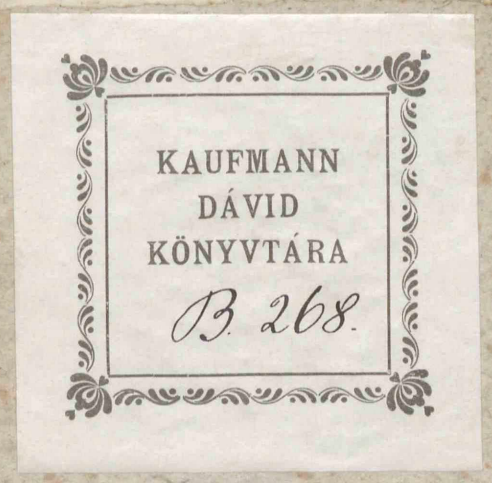 KAUFMANN
DÁVID
KÖNYVTÁRA
B. 268.